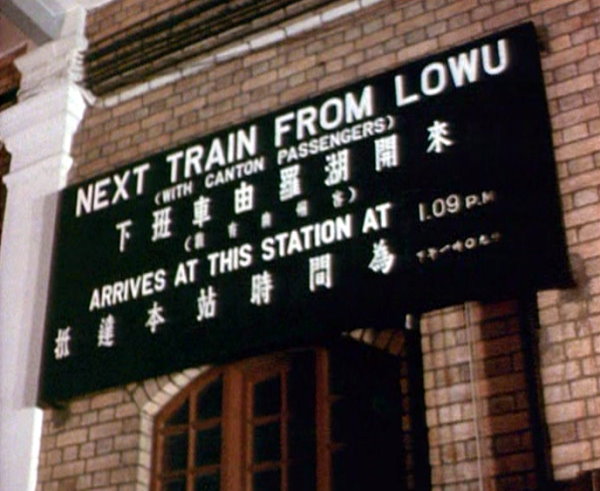 NEXT TRAIN FROM LOWU
(WITH CANTON PASSENGERS)
下班車由羅湖開來
ARRIVES AT THIS STATION AT 1.09 P.M
抵達本站時間為